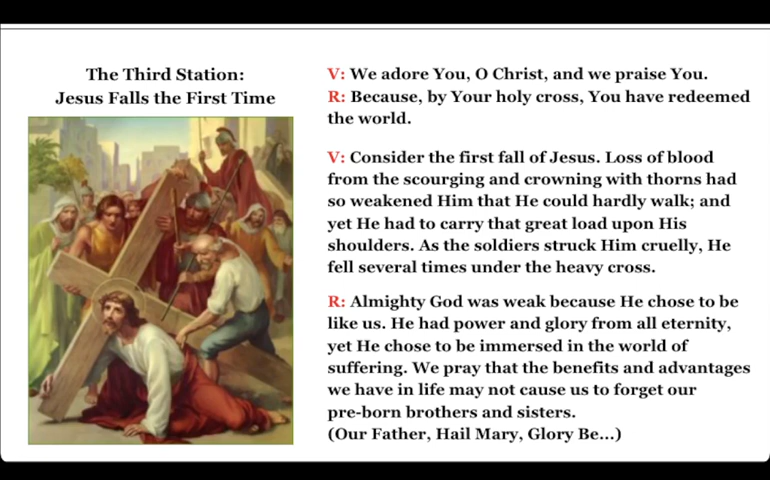 The Third Station:
Jesus Falls the First Time
V: We adore You, O Christ, and we praise You.
R: Because, by Your holy cross, You have redeemed
the world.
V: Consider the first fall of Jesus. Loss of blood
from the scourging and crowning with thorns had
so weakened Him that He could hardly walk; and
yet He had to carry that great load upon His
shoulders. As the soldiers struck Him cruelly, He
fell several times under the heavy cross.
R: Almighty God was weak because He chose to be
like us. He had power and glory from all eternity,
yet He chose to be immersed in the world of
suffering. We pray that the benefits and advantages
we have in life may not cause us to forget our
pre-born brothers and sisters.
(Our Father, Hail Mary, Glory Be...)